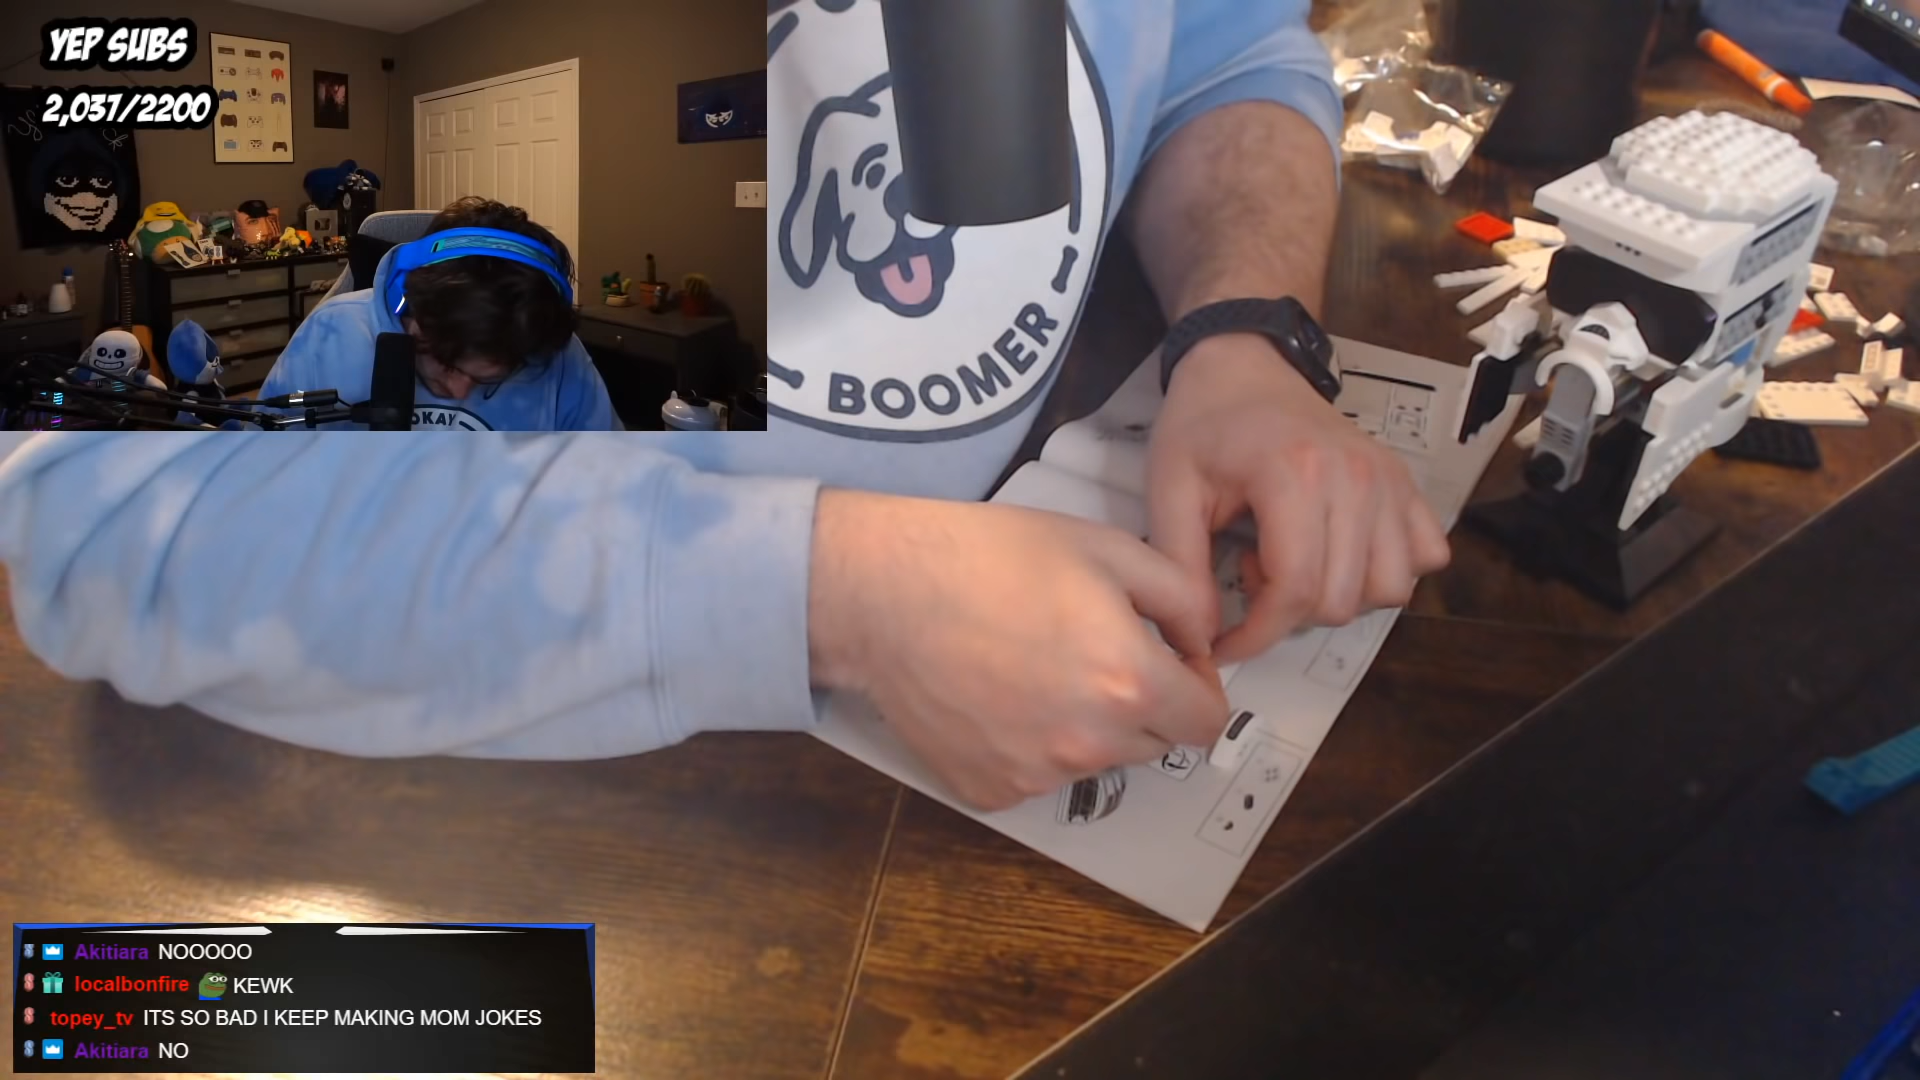 YEP SUBS
2,037/2200
OKAY
BOOMER
Akitiara NOOOOO
localbonfire KEWK
topey_tv ITS SO BAD I KEEP MAKING MOM JOKES
Akitiara NO